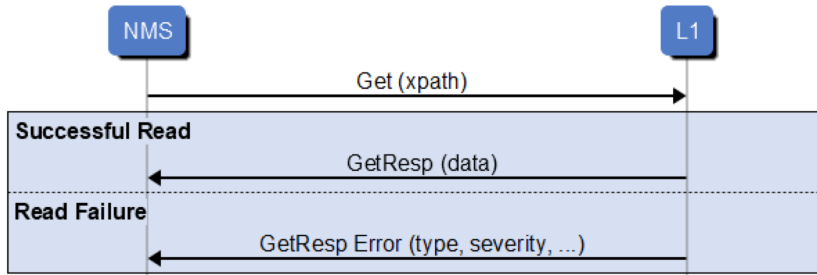 NMS
L1
Get (xpath)
Successful Read
GetResp (data)
Read Failure
GetResp Error (type, severity, ...)